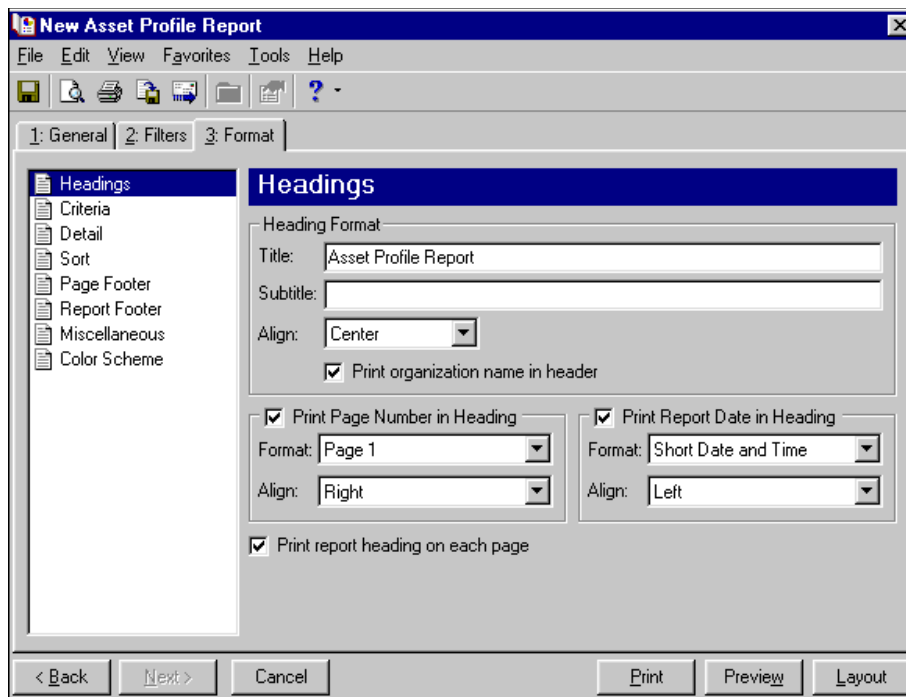 New Asset Profile Report
File Edit View Favorites Tools Help
1: General 2: Filters 3: Format
Headings
Criteria
Detail
Sort
Page Footer
Report Footer
Miscellaneous
Color Scheme
Headings
Heading Format
Title: Asset Profile Report
Subtitle:
Align: Center
Print organization name in header
Print Page Number in Heading
Format: Page 1
Align: Right
Print Report Date in Heading
Format: Short Date and Time
Align: Left
Print report heading on each page
< Back Next > Cancel Print Preview Layout